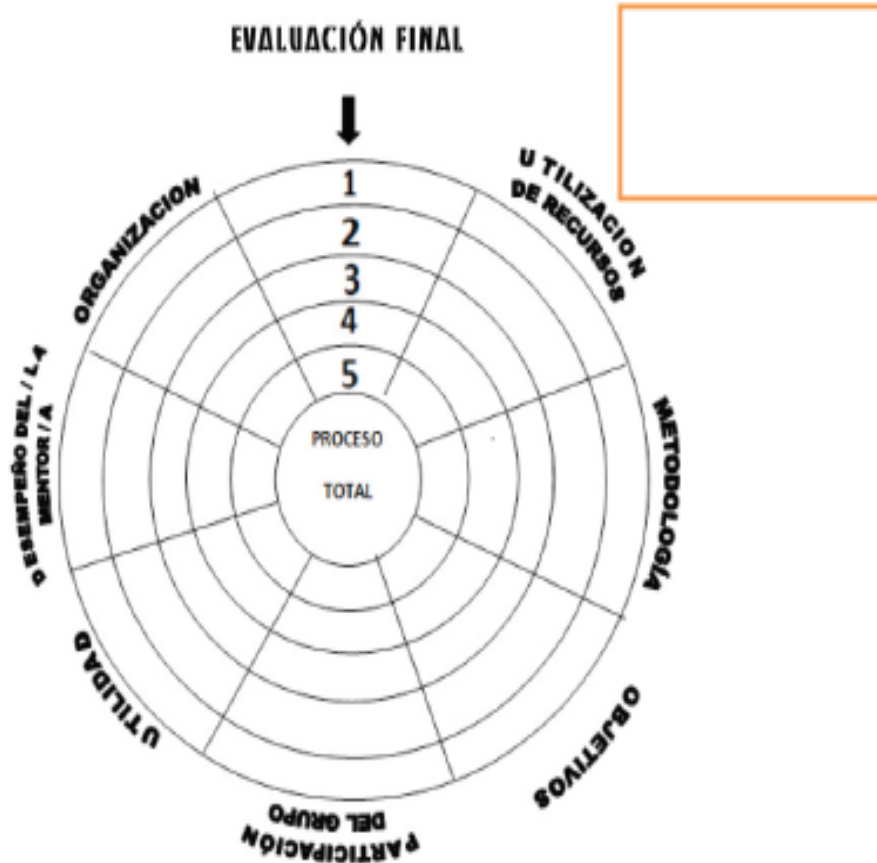 EVALUACIÓN FINAL
1
2
3
4
5
PROCESO
TOTAL
U TILIZACION
DE RECURSOS
METODOLOGÍA
OBJETIVOS
PARTICIPACIÓN
DEL GRUPO
UTILIDAD
DESEMPEÑO DEL / LA
MENTOR / A
ORGANIZACION